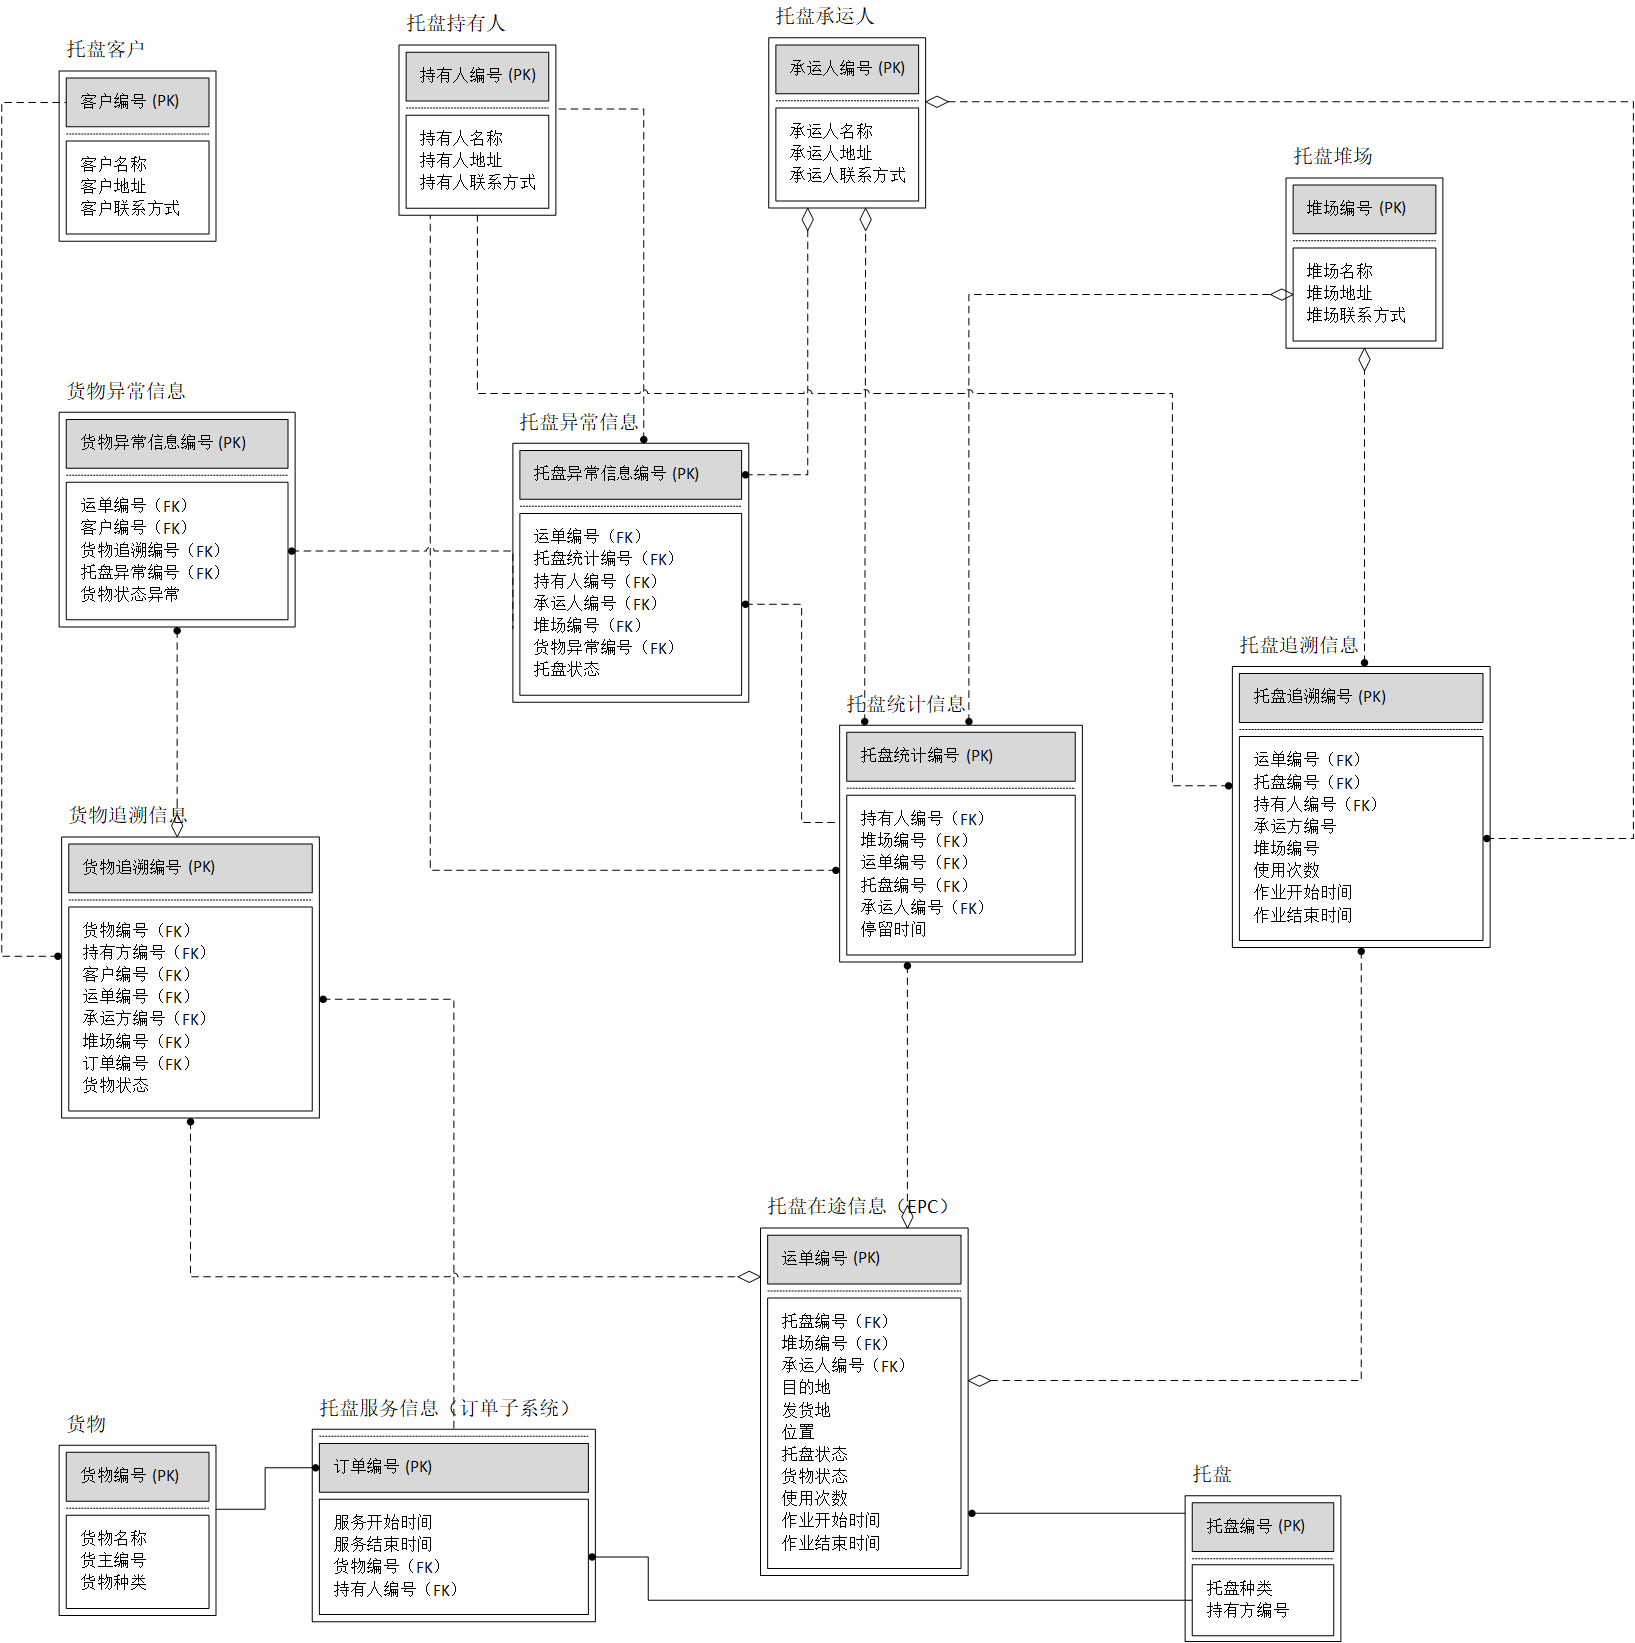 托盘客户
客户编号 (PK)
客户名称
客户地址
客户联系方式
托盘持有人
持有人编号 (PK)
持有人名称
持有人地址
持有人联系方式
托盘承运人
承运人编号 (PK)
承运人名称
承运人地址
承运人联系方式
托盘堆场
堆场编号 (PK)
堆场名称
堆场地址
堆场联系方式
货物异常信息
货物异常信息编号 (PK)
运单编号（FK）
客户编号（FK）
货物追溯编号（FK）
托盘异常编号（FK）
货物状态异常
托盘异常信息
托盘异常信息编号 (PK)
运单编号（FK）
托盘统计编号（FK）
持有人编号（FK）
承运人编号（FK）
堆场编号（FK）
货物异常编号（FK）
托盘状态
托盘统计信息
托盘统计编号 (PK)
持有人编号（FK）
堆场编号（FK）
运单编号（FK）
托盘编号（FK）
承运人编号（FK）
停留时间
托盘追溯信息
托盘追溯编号 (PK)
运单编号（FK）
托盘编号（FK）
持有人编号（FK）
承运方编号
堆场编号
使用次数
作业开始时间
作业结束时间
货物追溯信息
货物追溯编号 (PK)
货物编号（FK）
持有方编号（FK）
客户编号（FK）
运单编号（FK）
承运方编号（FK）
堆场编号（FK）
订单编号（FK）
货物状态
托盘在途信息（EPC）
运单编号 (PK)
托盘编号（FK）
堆场编号（FK）
承运人编号（FK）
目的地
发货地
位置
托盘状态
货物状态
使用次数
作业开始时间
作业结束时间
货物
货物编号 (PK)
货物名称
货主编号
货物种类
托盘服务信息（订单子系统）
订单编号 (PK)
服务开始时间
服务结束时间
货物编号（FK）
持有人编号（FK）
托盘
托盘编号 (PK)
托盘种类
持有方编号